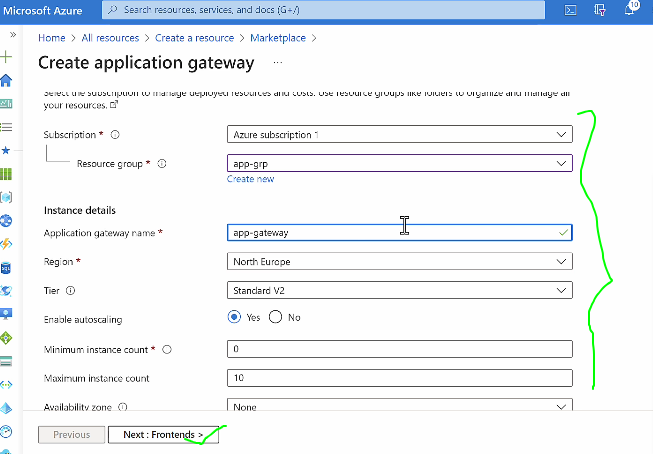 Microsoft Azure
Search resources, services, and docs (G+/)
10
Home > All resources > Create a resource > Marketplace >
Create application gateway ...
Select the subscription to manage deployed resources and costs. Use resource groups like folders to organize and manage all
your resources.
Subscription * Azure subscription 1
Resource group * app-grp
Create new
Instance details
Application gateway name * app-gateway
Region * North Europe
Tier Standard V2
Enable autoscaling Yes No
Minimum instance count * 0
Maximum instance count 10
Availability zone None
Previous Next : Frontends >